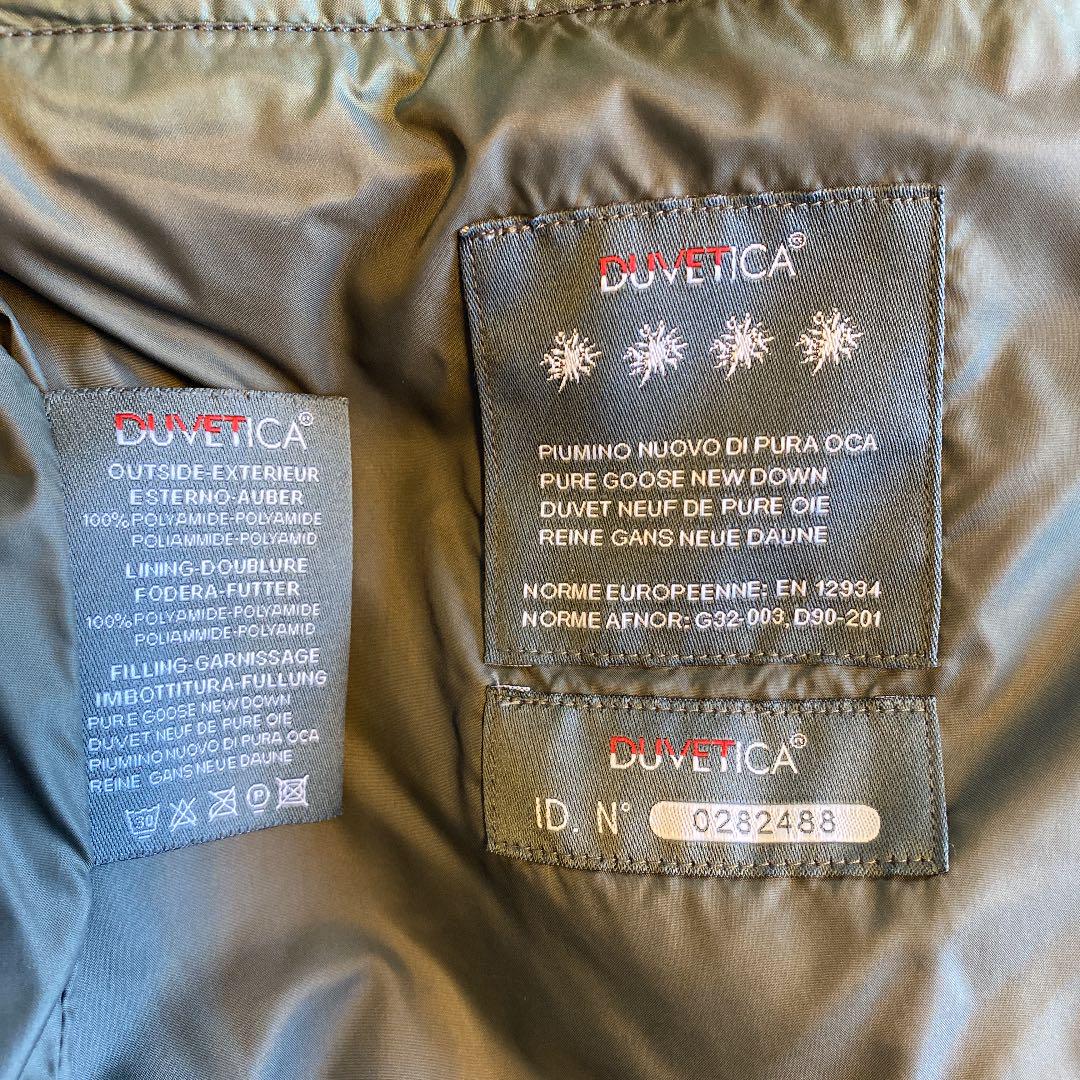 DUVETICA®
OUTSIDE-EXTERIEUR
ESTERNO-AUBER
100% POLYAMIDE-POLYAMIDE
POLIAMMIDE-POLYAMID
LINING-DOUBLURE
FODERA-FUTTER
100% POLYAMIDE-POLYAMIDE
POLIAMMIDE-POLYAMID
FILLING-GARNISSAGE
IMBOTTITURA-FULLUNG
PURE GOOSE NEW DOWN
DUVET NEUF DE PURE OIE
PIUMINO NUOVO DI PURA OCA
REINE GANS NEUE DAUNE
30 P
DUVETICA®
PIUMINO NUOVO DI PURA OCA
PURE GOOSE NEW DOWN
DUVET NEUF DE PURE OIE
REINE GANS NEUE DAUNE
NORME EUROPEENNE: EN 12934
NORME AFNOR: G32-003, D90-201
DUVETICA®
ID. N° 0282488